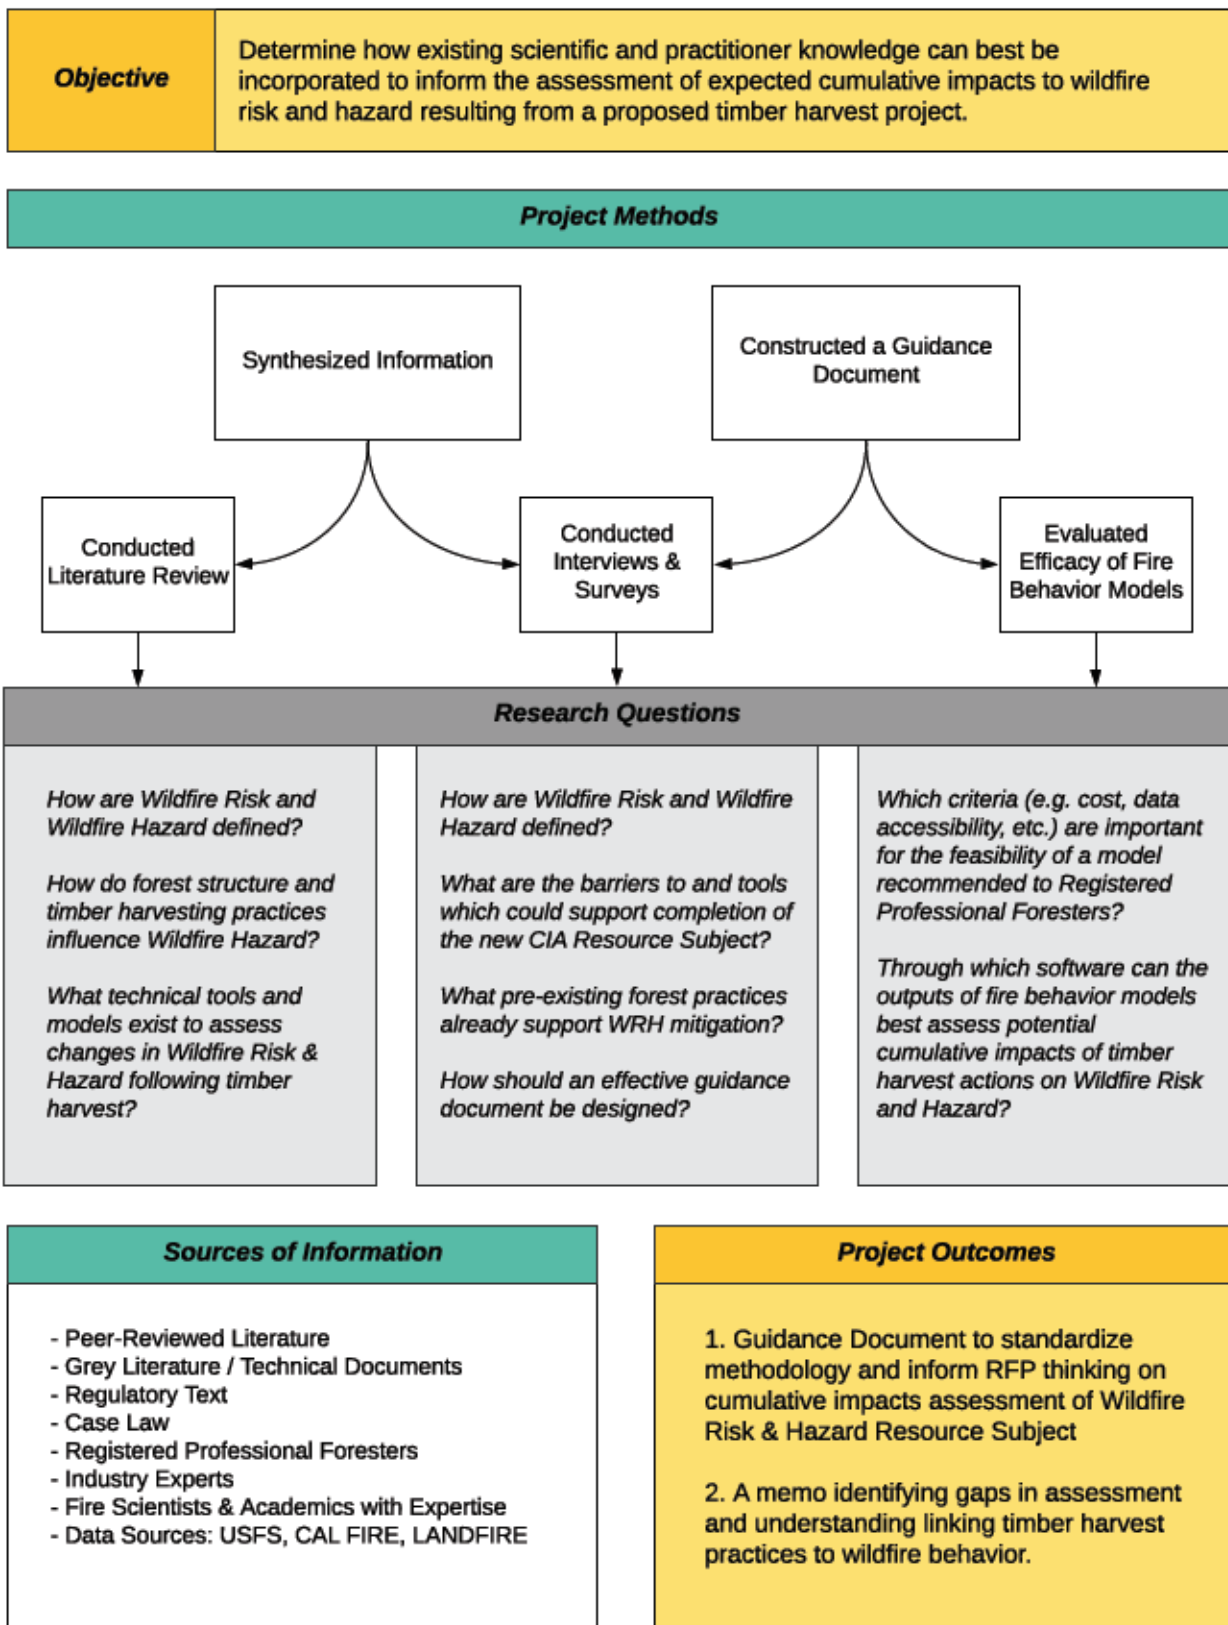 Objective
Determine how existing scientific and practitioner knowledge can best be
incorporated to inform the assessment of expected cumulative impacts to wildfire
risk and hazard resulting from a proposed timber harvest project.
Project Methods
Synthesized Information
Constructed a Guidance
Document
Conducted
Literature Review
Conducted
Interviews &
Surveys
Evaluated
Efficacy of Fire
Behavior Models
Research Questions
How are Wildfire Risk and
Wildfire Hazard defined?
How do forest structure and
timber harvesting practices
influence Wildfire Hazard?
What technical tools and
models exist to assess
changes in Wildfire Risk &
Hazard following timber
harvest?
How are Wildfire Risk and Wildfire
Hazard defined?
What are the barriers to and tools
which could support completion of
the new CIA Resource Subject?
What pre-existing forest practices
already support WRH mitigation?
How should an effective guidance
document be designed?
Which criteria (e.g. cost, data
accessibility, etc.) are important
for the feasibility of a model
recommended to Registered
Professional Foresters?
Through which software can the
outputs of fire behavior models
best assess potential
cumulative impacts of timber
harvest actions on Wildfire Risk
and Hazard?
Sources of Information
- Peer-Reviewed Literature
- Grey Literature / Technical Documents
- Regulatory Text
- Case Law
- Registered Professional Foresters
- Industry Experts
- Fire Scientists & Academics with Expertise
- Data Sources: USFS, CAL FIRE, LANDFIRE
Project Outcomes
1. Guidance Document to standardize
methodology and inform RFP thinking on
cumulative impacts assessment of Wildfire
Risk & Hazard Resource Subject
2. A memo identifying gaps in assessment
and understanding linking timber harvest
practices to wildfire behavior.